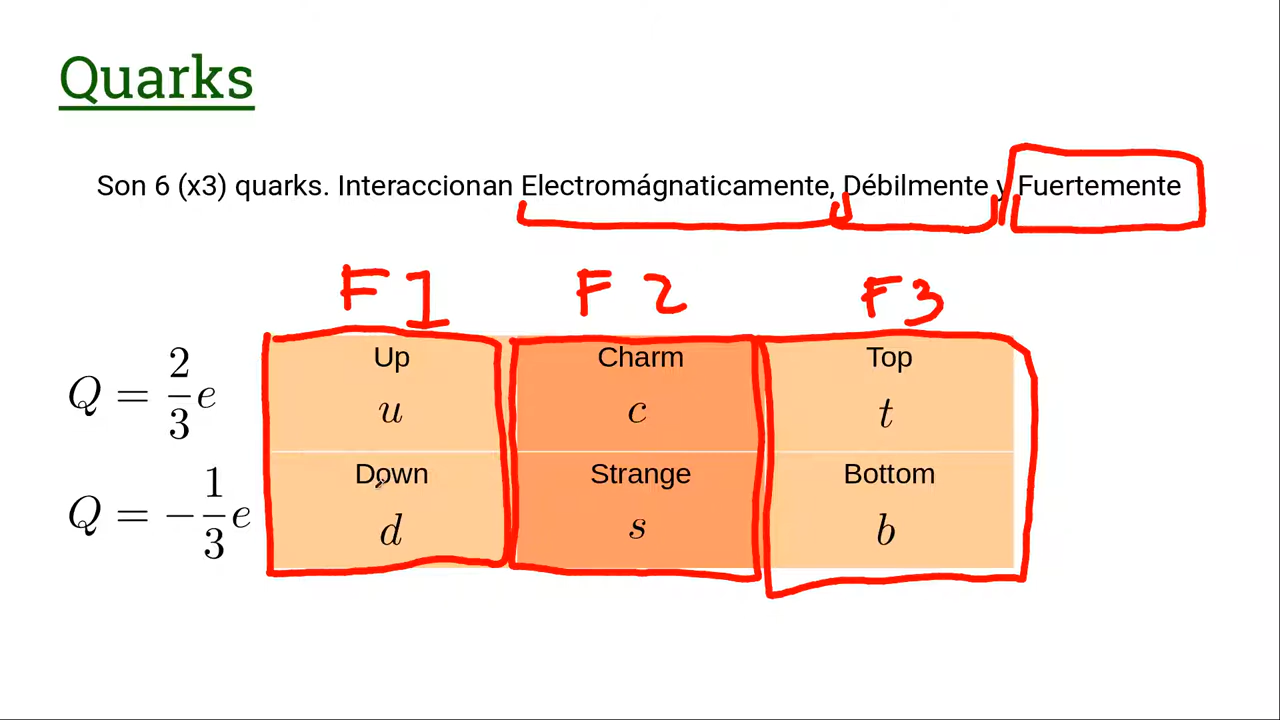 Quarks
Son 6 (x3) quarks. Interaccionan Electromágnaticamente, Débilmente y Fuertemente
F1 F2 F3
Up Charm Top
Q = 2/3 e u c t
Down Strange Bottom
Q = −1/3 e d s b